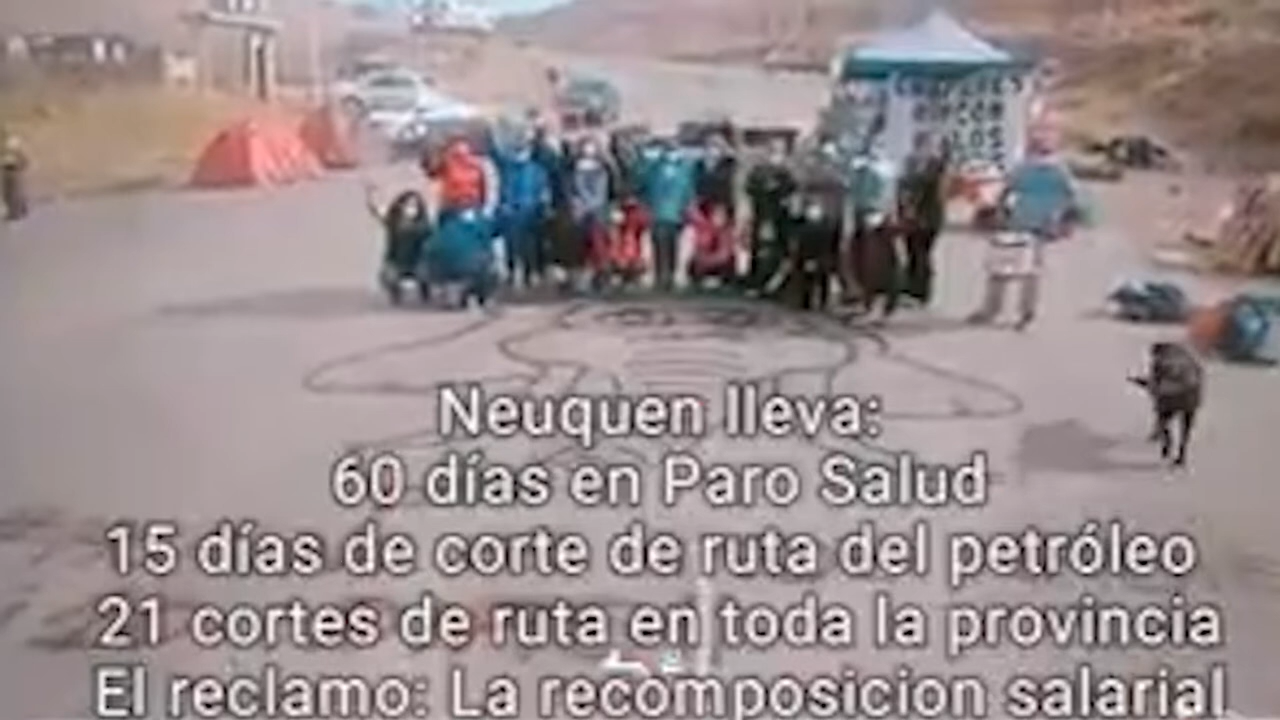 Neuquen lleva:
60 días en Paro Salud
15 días de corte de ruta del petróleo
21 cortes de ruta en toda la provincia
El reclamo: La recomposicion salarial